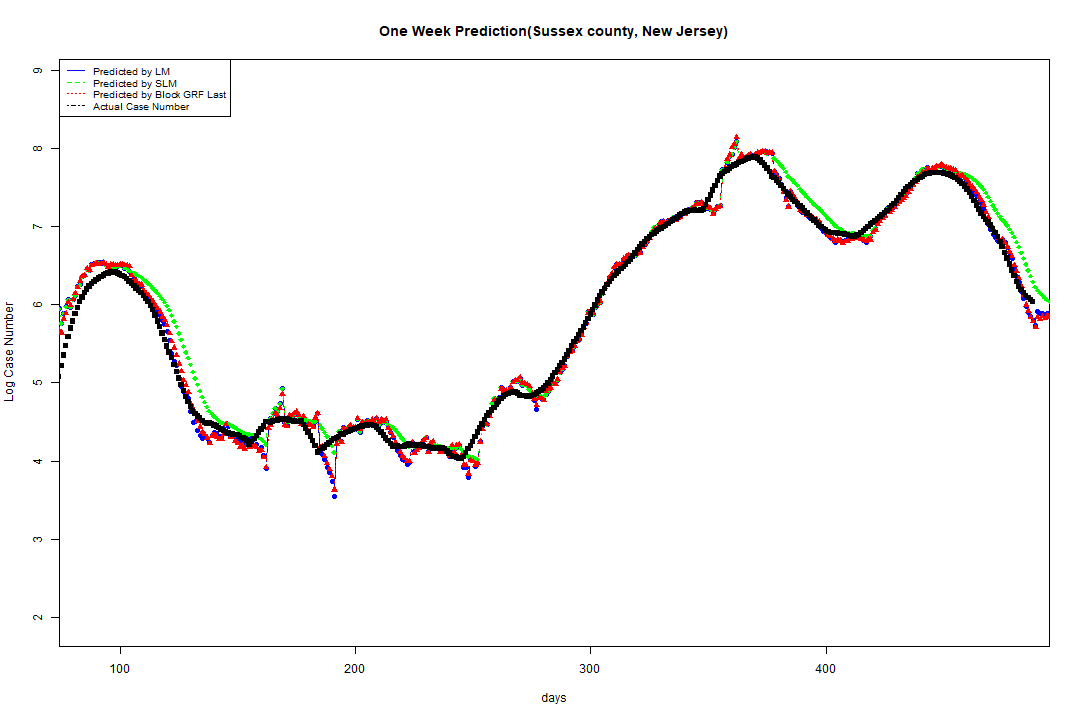 One Week Prediction(Sussex county, New Jersey)
Predicted by LM
Predicted by SLM
Predicted by Block GRF Last
Actual Case Number
Log Case Number
9
8
7
6
5
4
3
2
100 200 300 400
days